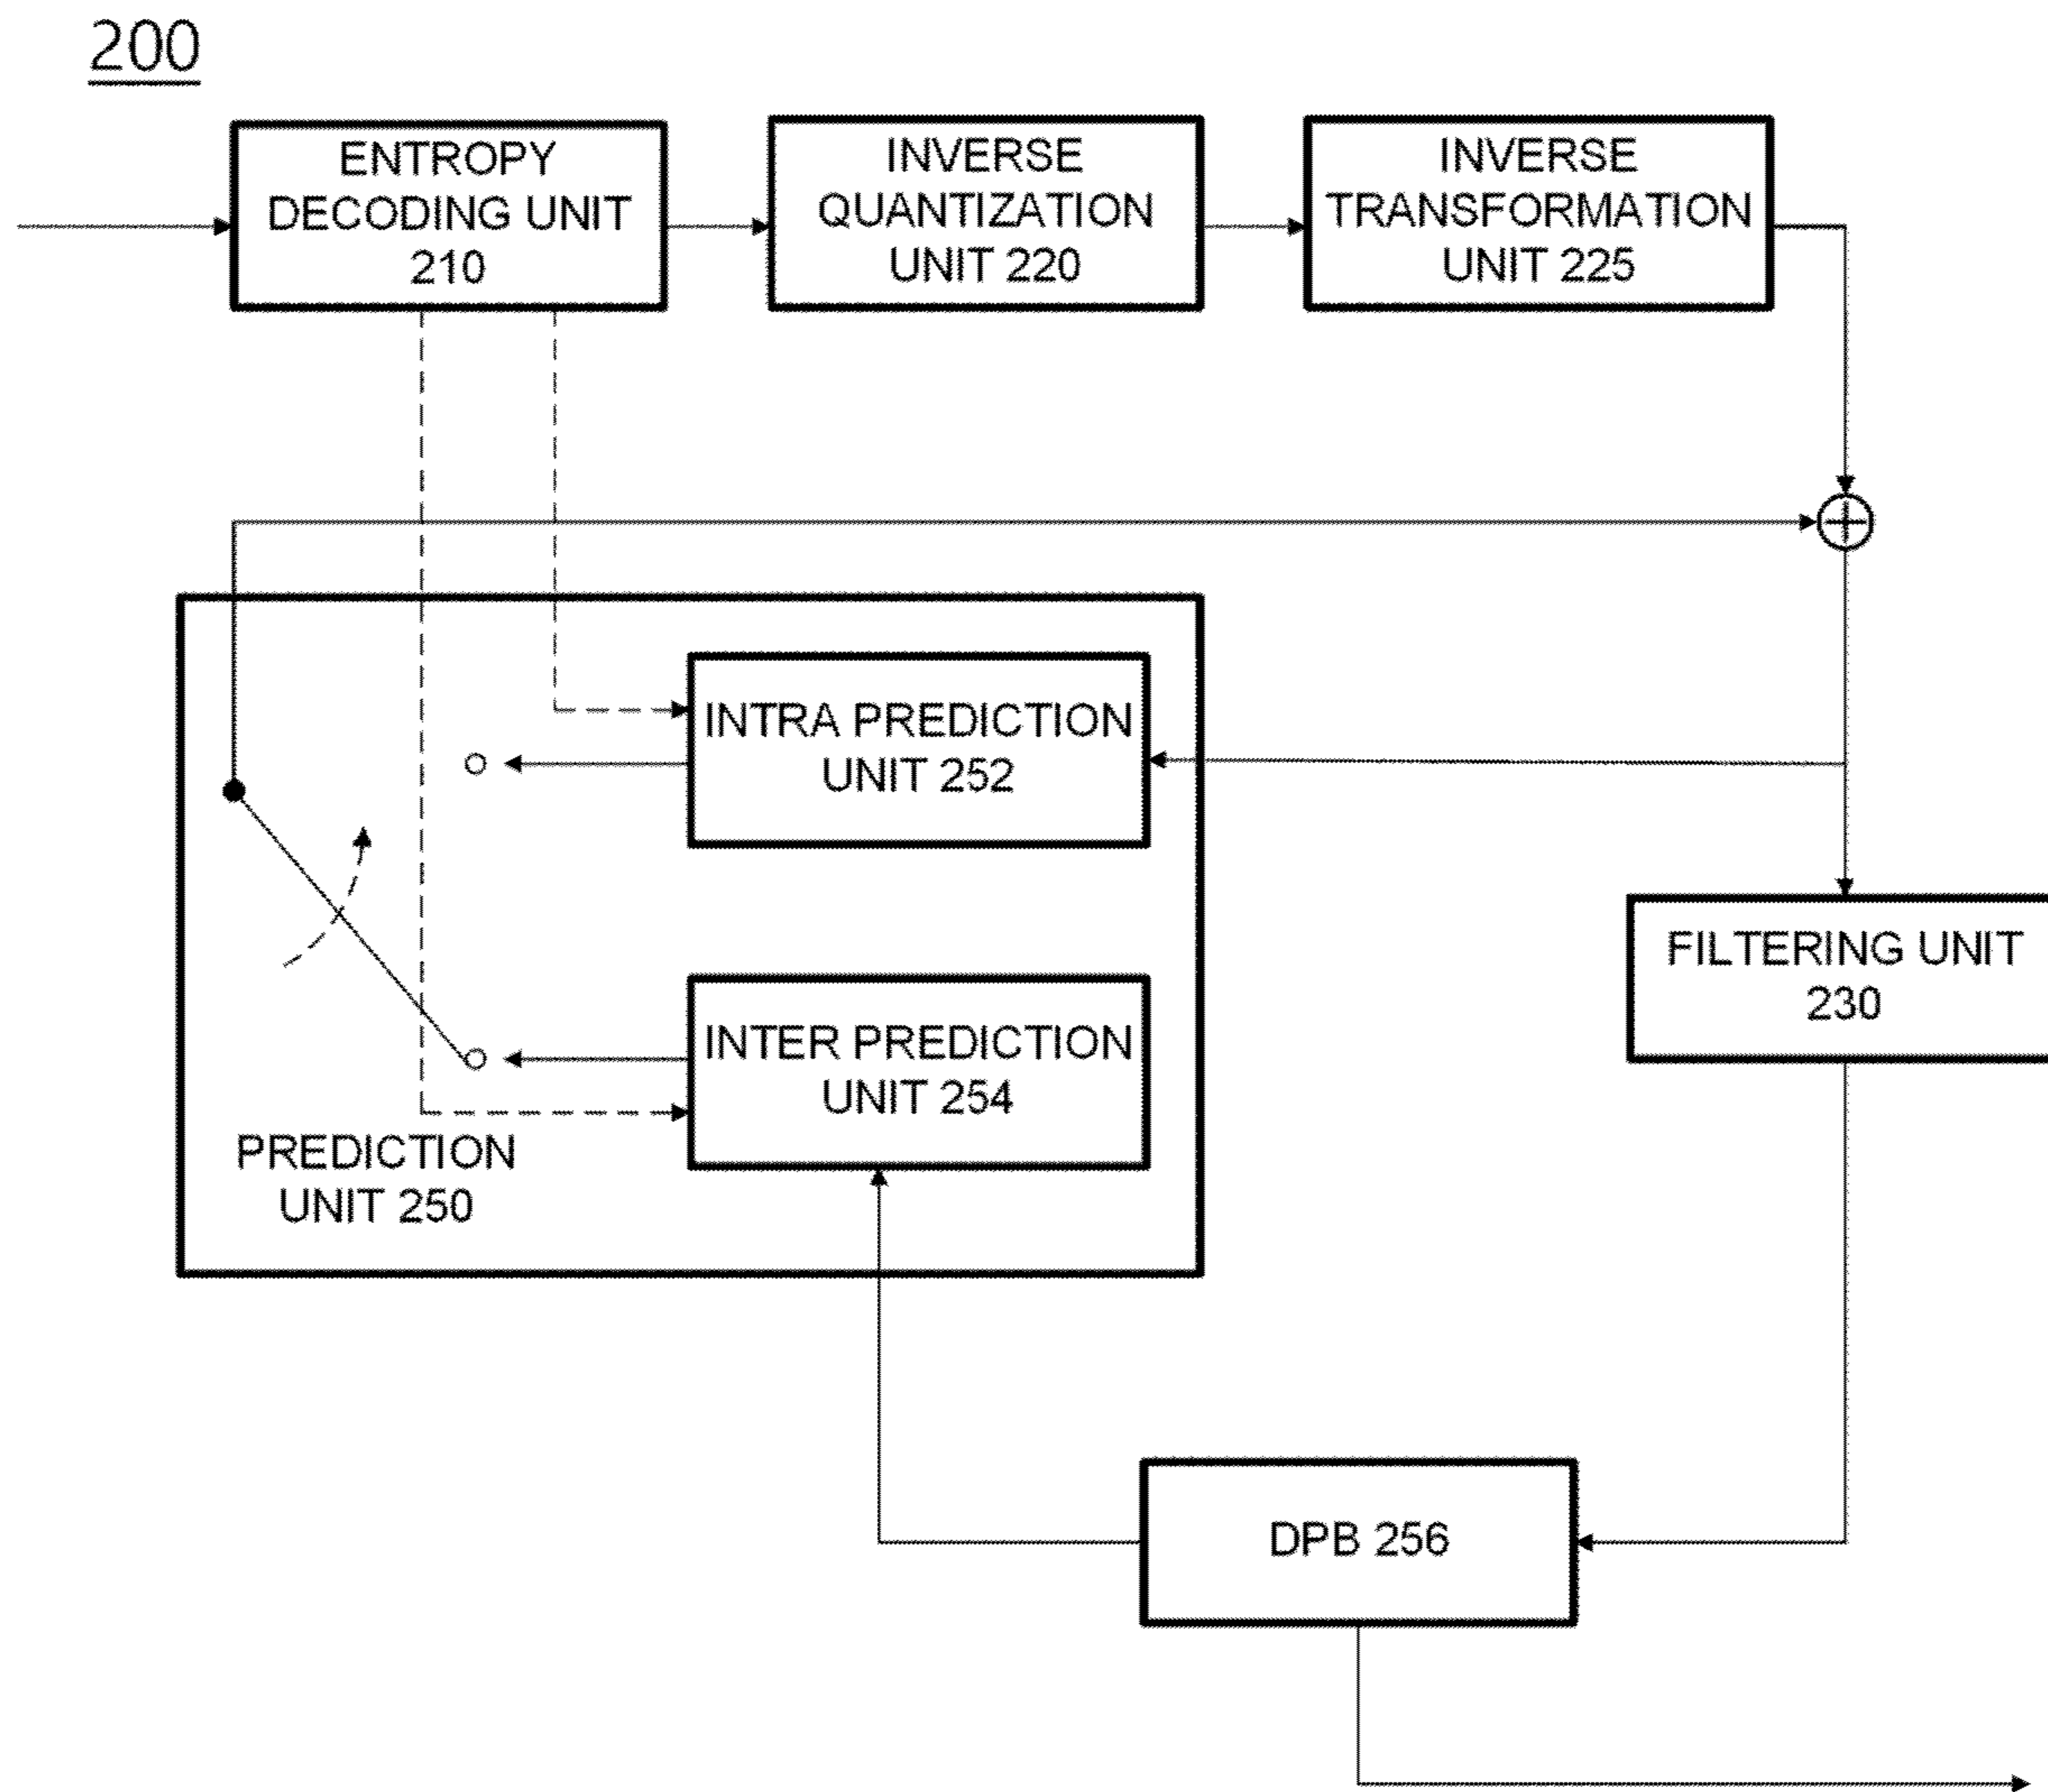 200
ENTROPY
DECODING UNIT
210
INVERSE
QUANTIZATION
UNIT 220
INVERSE
TRANSFORMATION
UNIT 225
INTRA PREDICTION
UNIT 252
INTER PREDICTION
UNIT 254
PREDICTION
UNIT 250
FILTERING UNIT
230
DPB 256